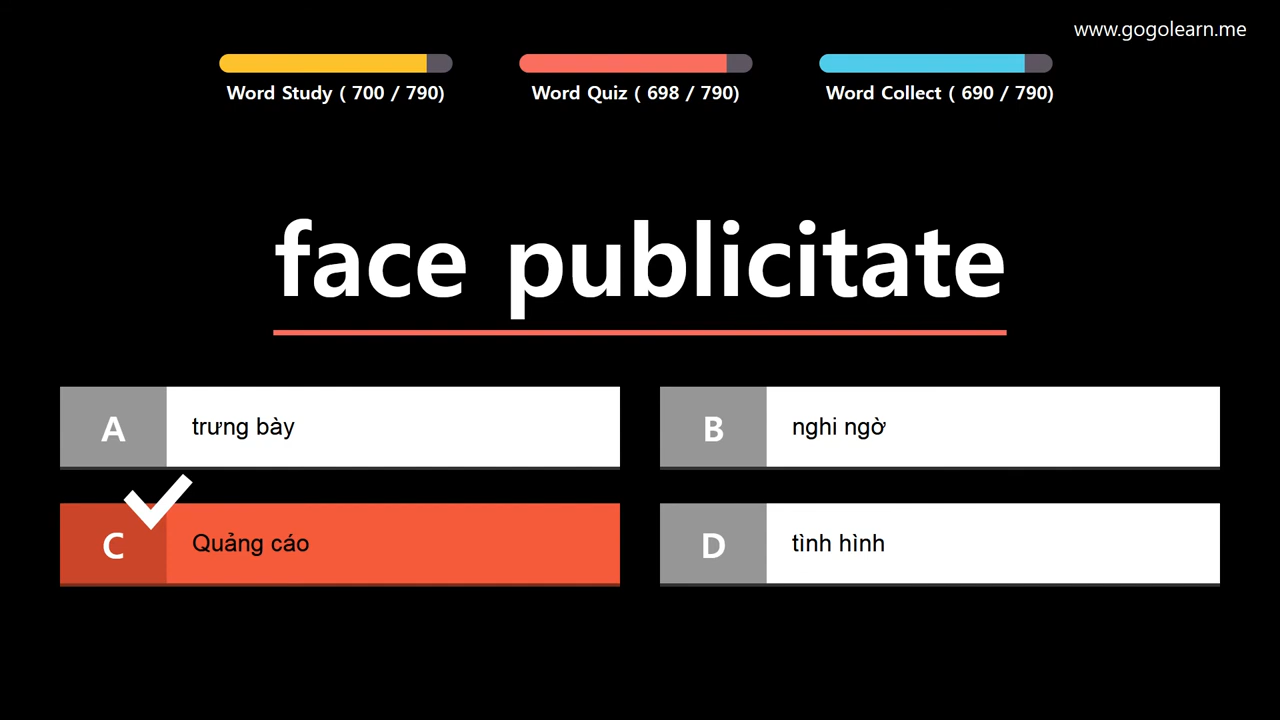 www.gogolearn.me
Word Study ( 700 / 790)
Word Quiz ( 698 / 790)
Word Collect ( 690 / 790)
face publicitate
A trưng bày
B nghi ngờ
C Quảng cáo
D tình hình